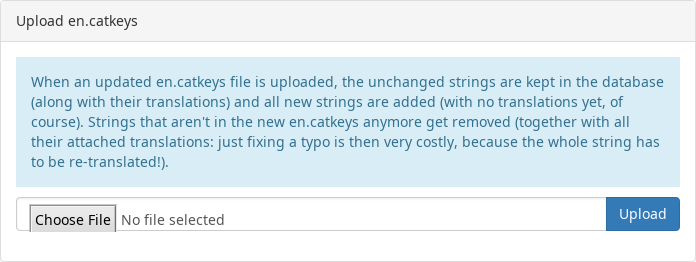 Upload en.catkeys
When an updated en.catkeys file is uploaded, the unchanged strings are kept in the database
(along with their translations) and all new strings are added (with no translations yet, of
course). Strings that aren't in the new en.catkeys anymore get removed (together with all
their attached translations: just fixing a typo is then very costly, because the whole string has
to be re-translated!).
Choose File No file selected Upload